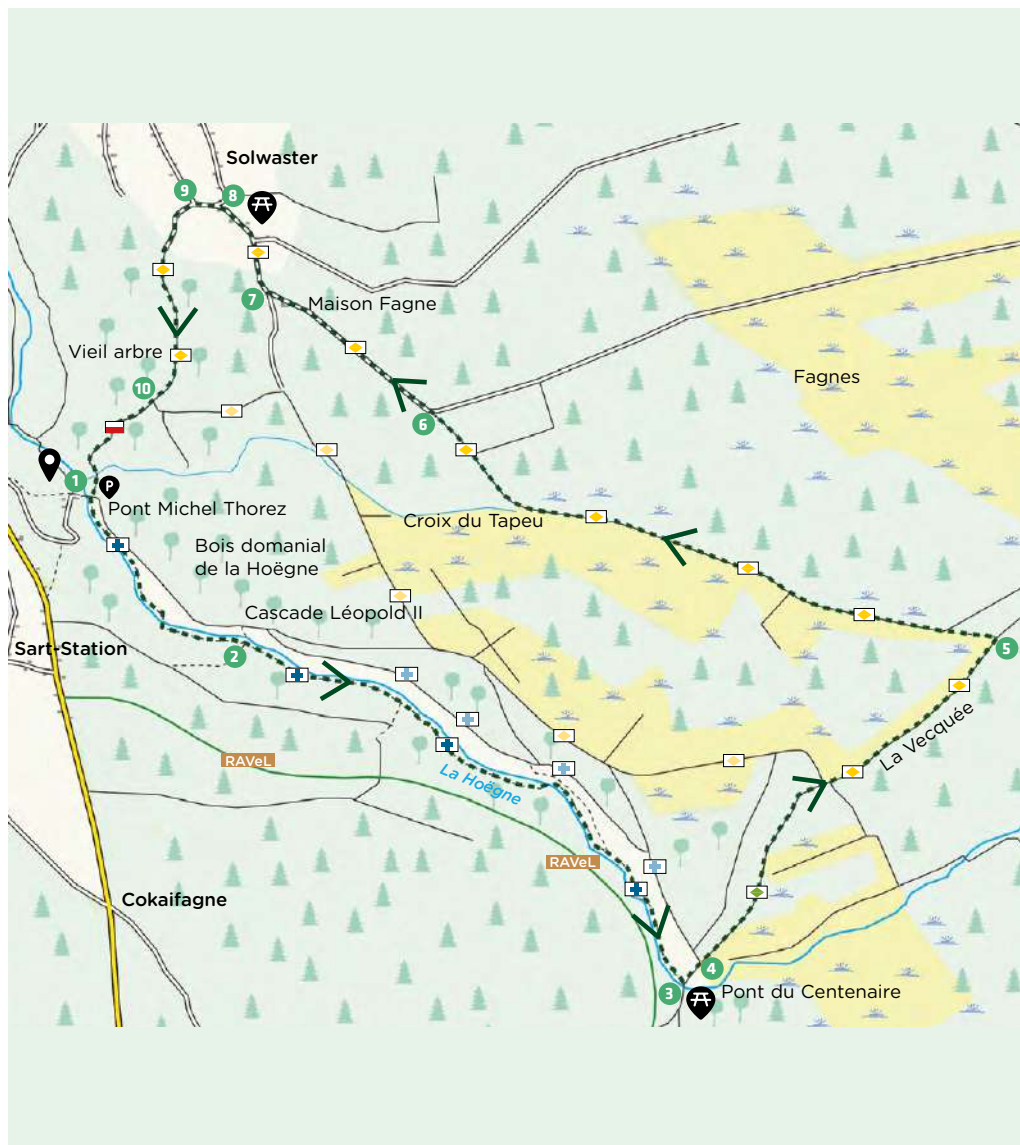 Solwaster
9
8
7
Maison Fagne
Vieil arbre
10
Fagnes
6
1
P
Pont Michel Thorez
Croix du Tapeu
Bois domanial
de la Hoëgne
Cascade Léopold II
Sart-Station
2
5
La Vecquée
RAVeL
La Hoëgne
RAVeL
Cokaifagne
4
3
Pont du Centenaire